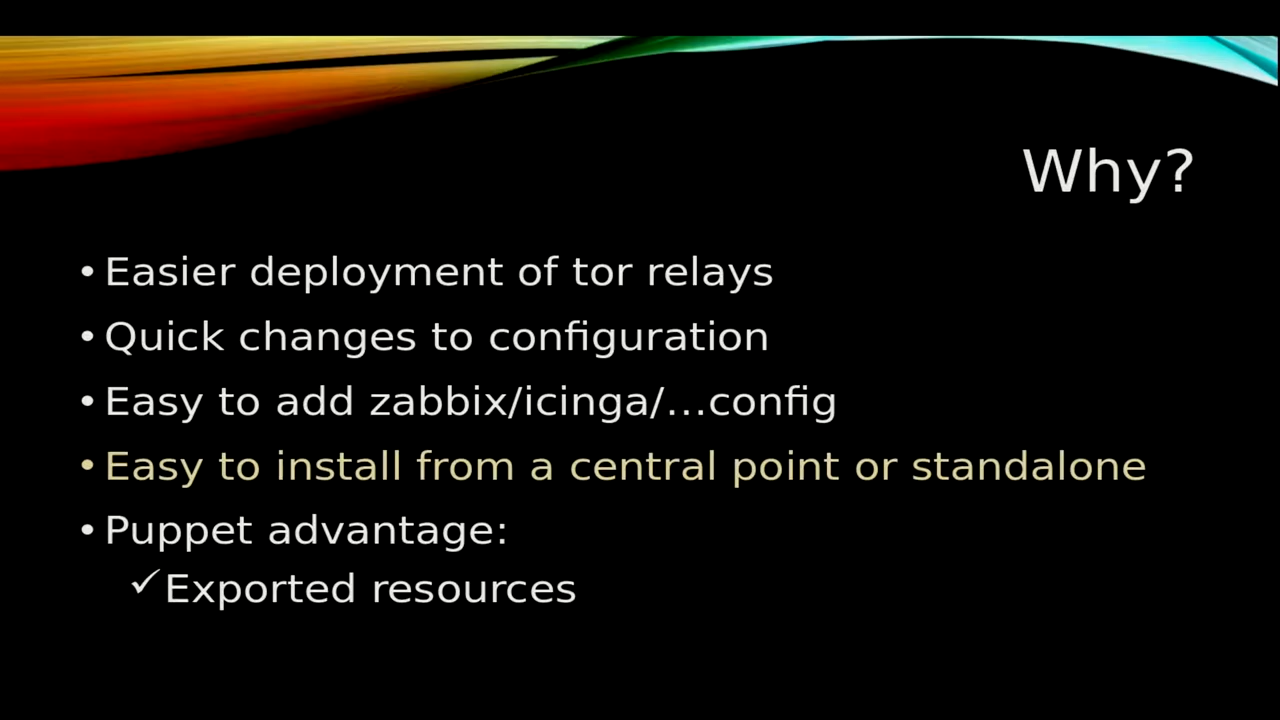 Why?
• Easier deployment of tor relays
• Quick changes to configuration
• Easy to add zabbix/icinga/...config
• Easy to install from a central point or standalone
• Puppet advantage:
✓ Exported resources